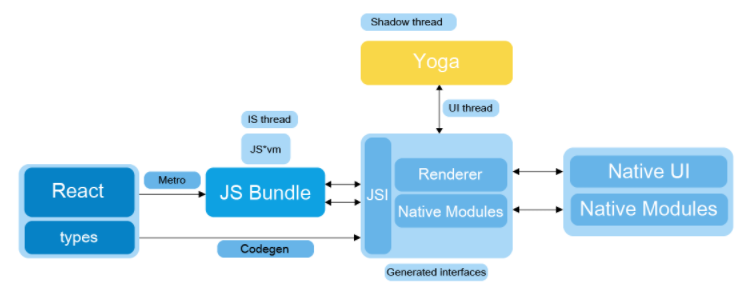 Shadow thread
Yoga
UI thread
IS thread
JS*vm
React
types
Metro
JS Bundle
Codegen
JSI
Renderer
Native Modules
Generated interfaces
Native UI
Native Modules